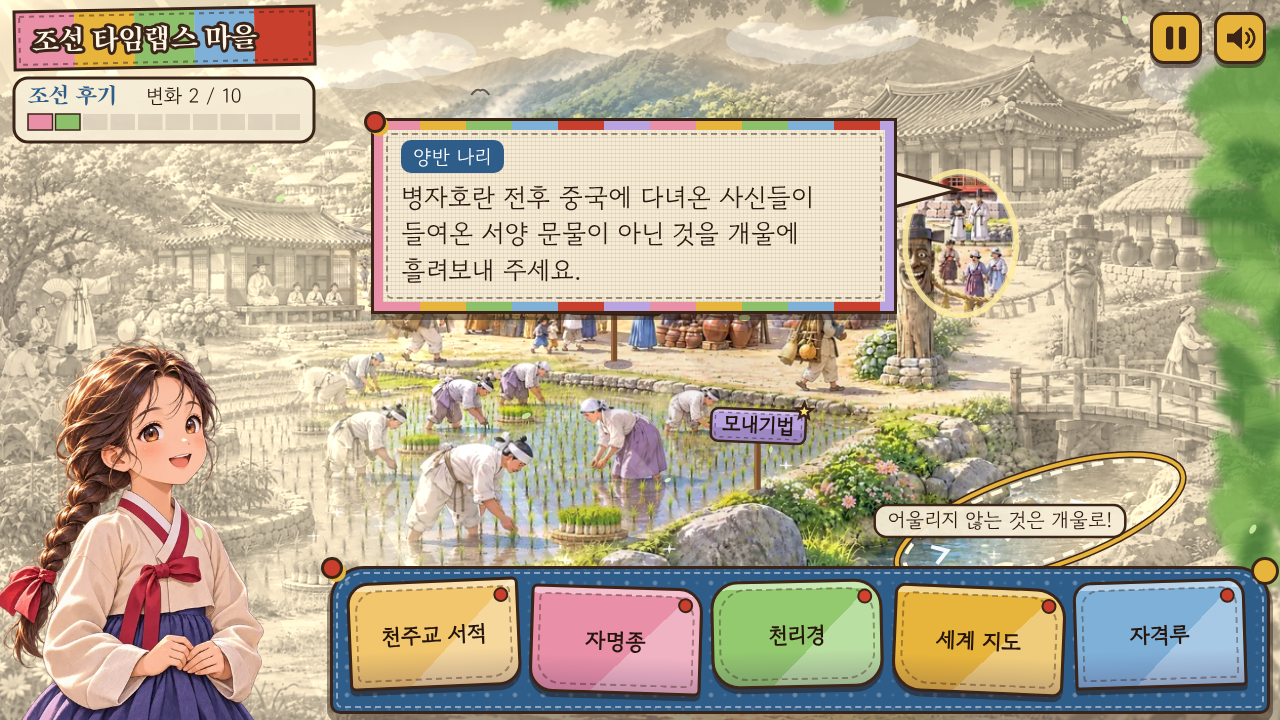 조선 타임랩스 마을
조선 후기 변화 2 / 10
양반 나리
병자호란 전후 중국에 다녀온 사신들이
들여온 서양 문물이 아닌 것을 개울에
흘려보내 주세요.
모내기법
어울리지 않는 것은 개울로!
천주교 서적
자명종
천리경
세계 지도
자격루